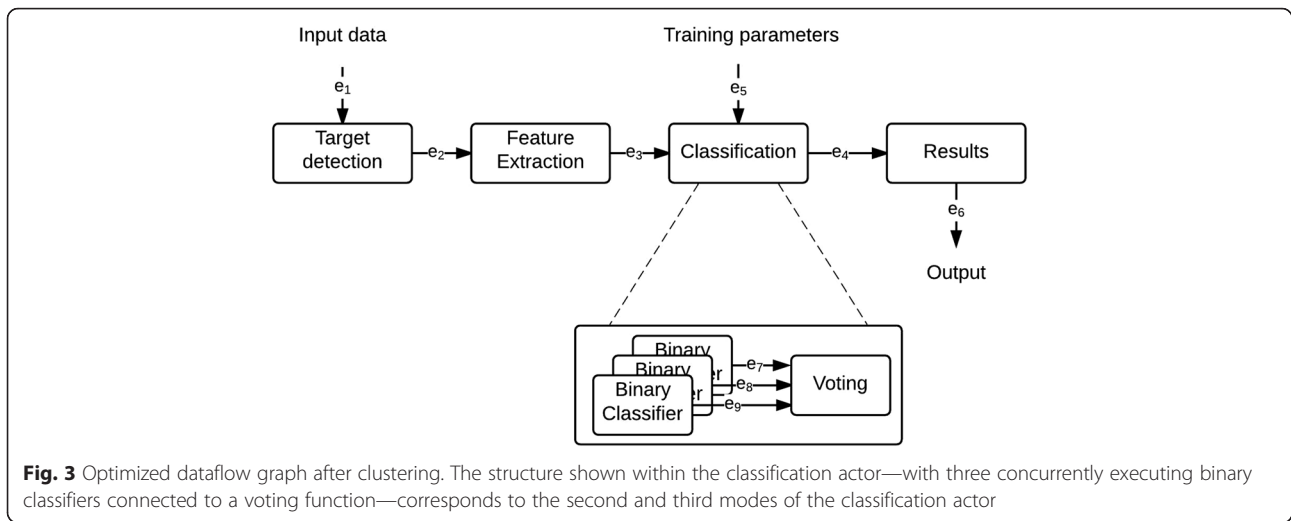 Input data
Training parameters
e1
e5
Target
detection
e2
Feature
Extraction
e3
Classification
e4
Results
e6
Output
Binary
er
e7
Binary
er
e8
Binary
Classifier
e9
Voting
Fig. 3 Optimized dataflow graph after clustering. The structure shown within the classification actor—with three concurrently executing binary
classifiers connected to a voting function—corresponds to the second and third modes of the classification actor